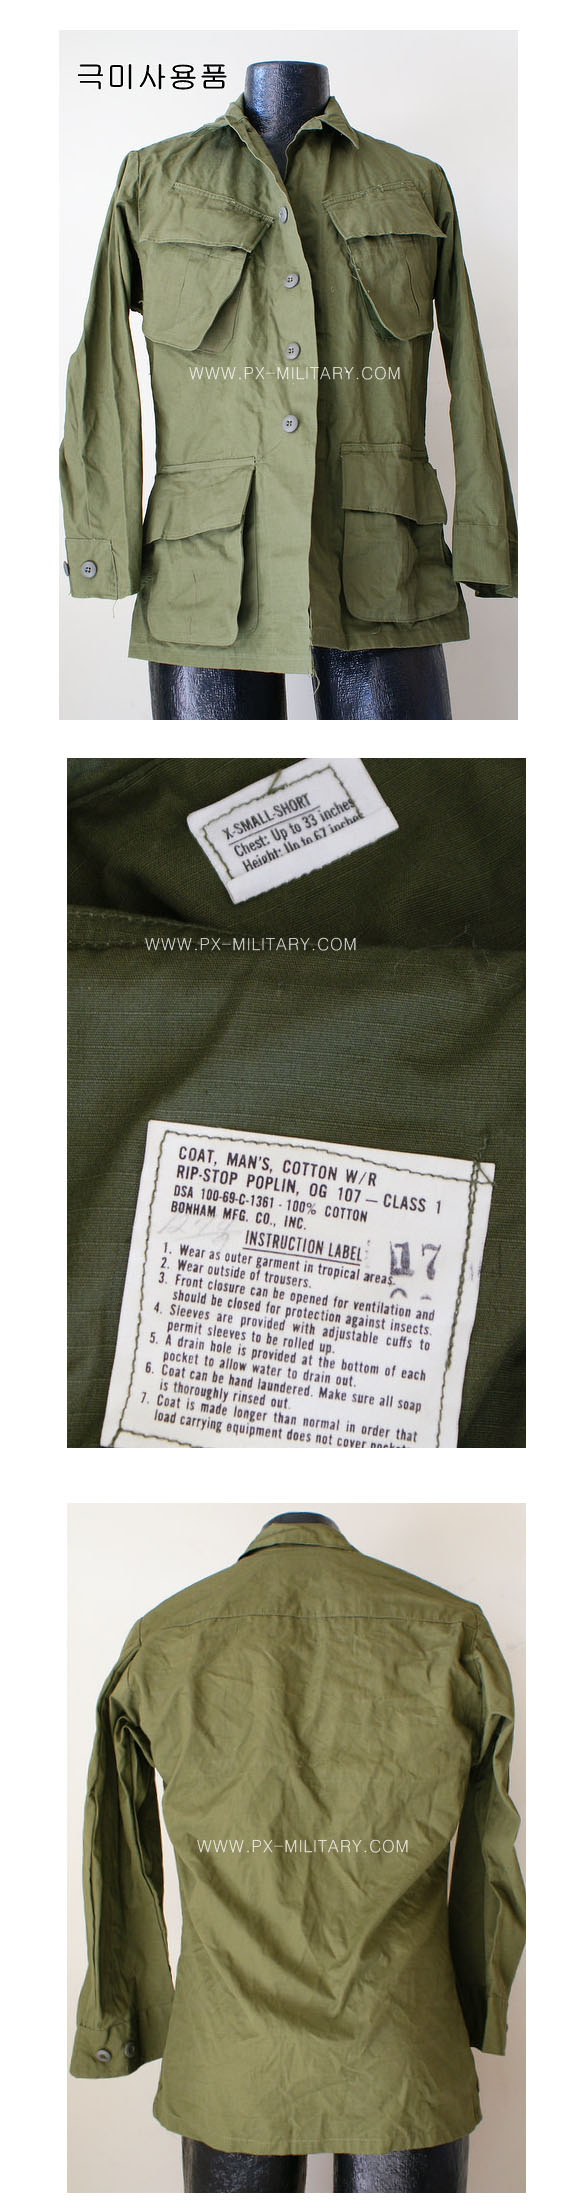 극미사용품
WWW.PX-MILITARY.COM
X-SMALL-SHORT
Chest: Up to 33 inches
Height: Up to 67 inches
WWW.PX-MILITARY.COM
COAT, MAN'S, COTTON W/R
RIP-STOP POPLIN, OG 107 — CLASS 1
DSA 100-69-C-1361 - 100% COTTON
BONHAM MFG. CO., INC.
INSTRUCTION LABEL
17
1. Wear as outer garment in tropical areas.
2. Wear outside of trousers.
3. Front closure can be opened for ventilation and
should be closed for protection against insects.
4. Sleeves are provided with adjustable cuffs to
permit sleeves to be rolled up.
5. A drain hole is provided at the bottom of each
pocket to allow water to drain out.
6. Coat can be hand laundered. Make sure all soap
is thoroughly rinsed out.
7. Coat is made longer than normal in order that
load carrying equipment does not cover pockets
WWW.PX-MILITARY.COM